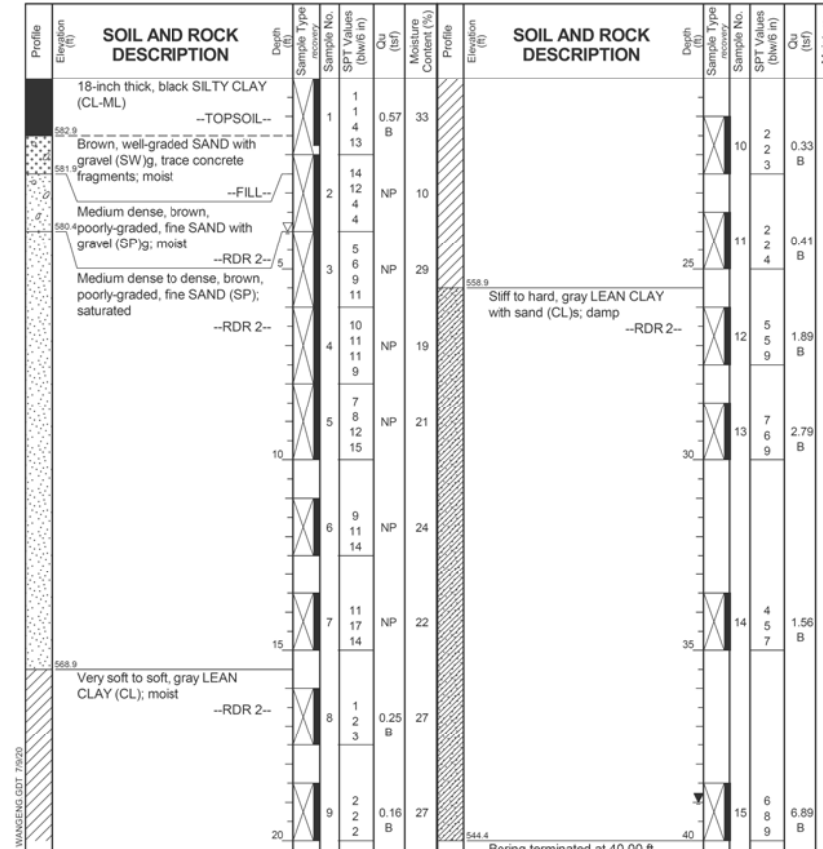 Profile
Elevation
(ft)
SOIL AND ROCK
DESCRIPTION
Depth
(ft)
Sample Type
recovery
Sample No.
SPT Values
(blw/6 in)
Qu
(tsf)
Moisture
Content (%)
18-inch thick, black SILTY CLAY
(CL-ML)
--TOPSOIL--
582.9
Brown, well-graded SAND with
gravel (SW)g, trace concrete
581.9
fragments; moist
--FILL--
Medium dense, brown,
580.4
poorly-graded, fine SAND with
gravel (SP)g; moist
--RDR 2--
5
Medium dense to dense, brown,
poorly-graded, fine SAND (SP);
saturated
--RDR 2--
10
15
568.9
Very soft to soft, gray LEAN
CLAY (CL); moist
--RDR 2--
20
1
1
1
4
13
0.57
B
33
2
14
12
4
4
NP
10
3
5
6
9
11
NP
29
4
10
11
11
9
NP
19
5
7
8
12
15
NP
21
6
9
11
14
NP
24
7
11
17
14
NP
22
8
1
2
3
0.25
B
27
9
2
2
2
0.16
B
27
WANGENG.GDT 7/9/20
Profile
Elevation
(ft)
SOIL AND ROCK
DESCRIPTION
Depth
(ft)
Sample Type
recovery
Sample No.
SPT Values
(blw/6 in)
Qu
(tsf)
25
558.9
Stiff to hard, gray LEAN CLAY
with sand (CL)s; damp
--RDR 2--
30
35
40
544.4
Boring terminated at 40.00 ft
10
2
2
3
0.33
B
11
2
2
4
0.41
B
12
5
5
9
1.89
B
13
7
6
9
2.79
B
14
4
5
7
1.56
B
15
6
8
9
6.89
B